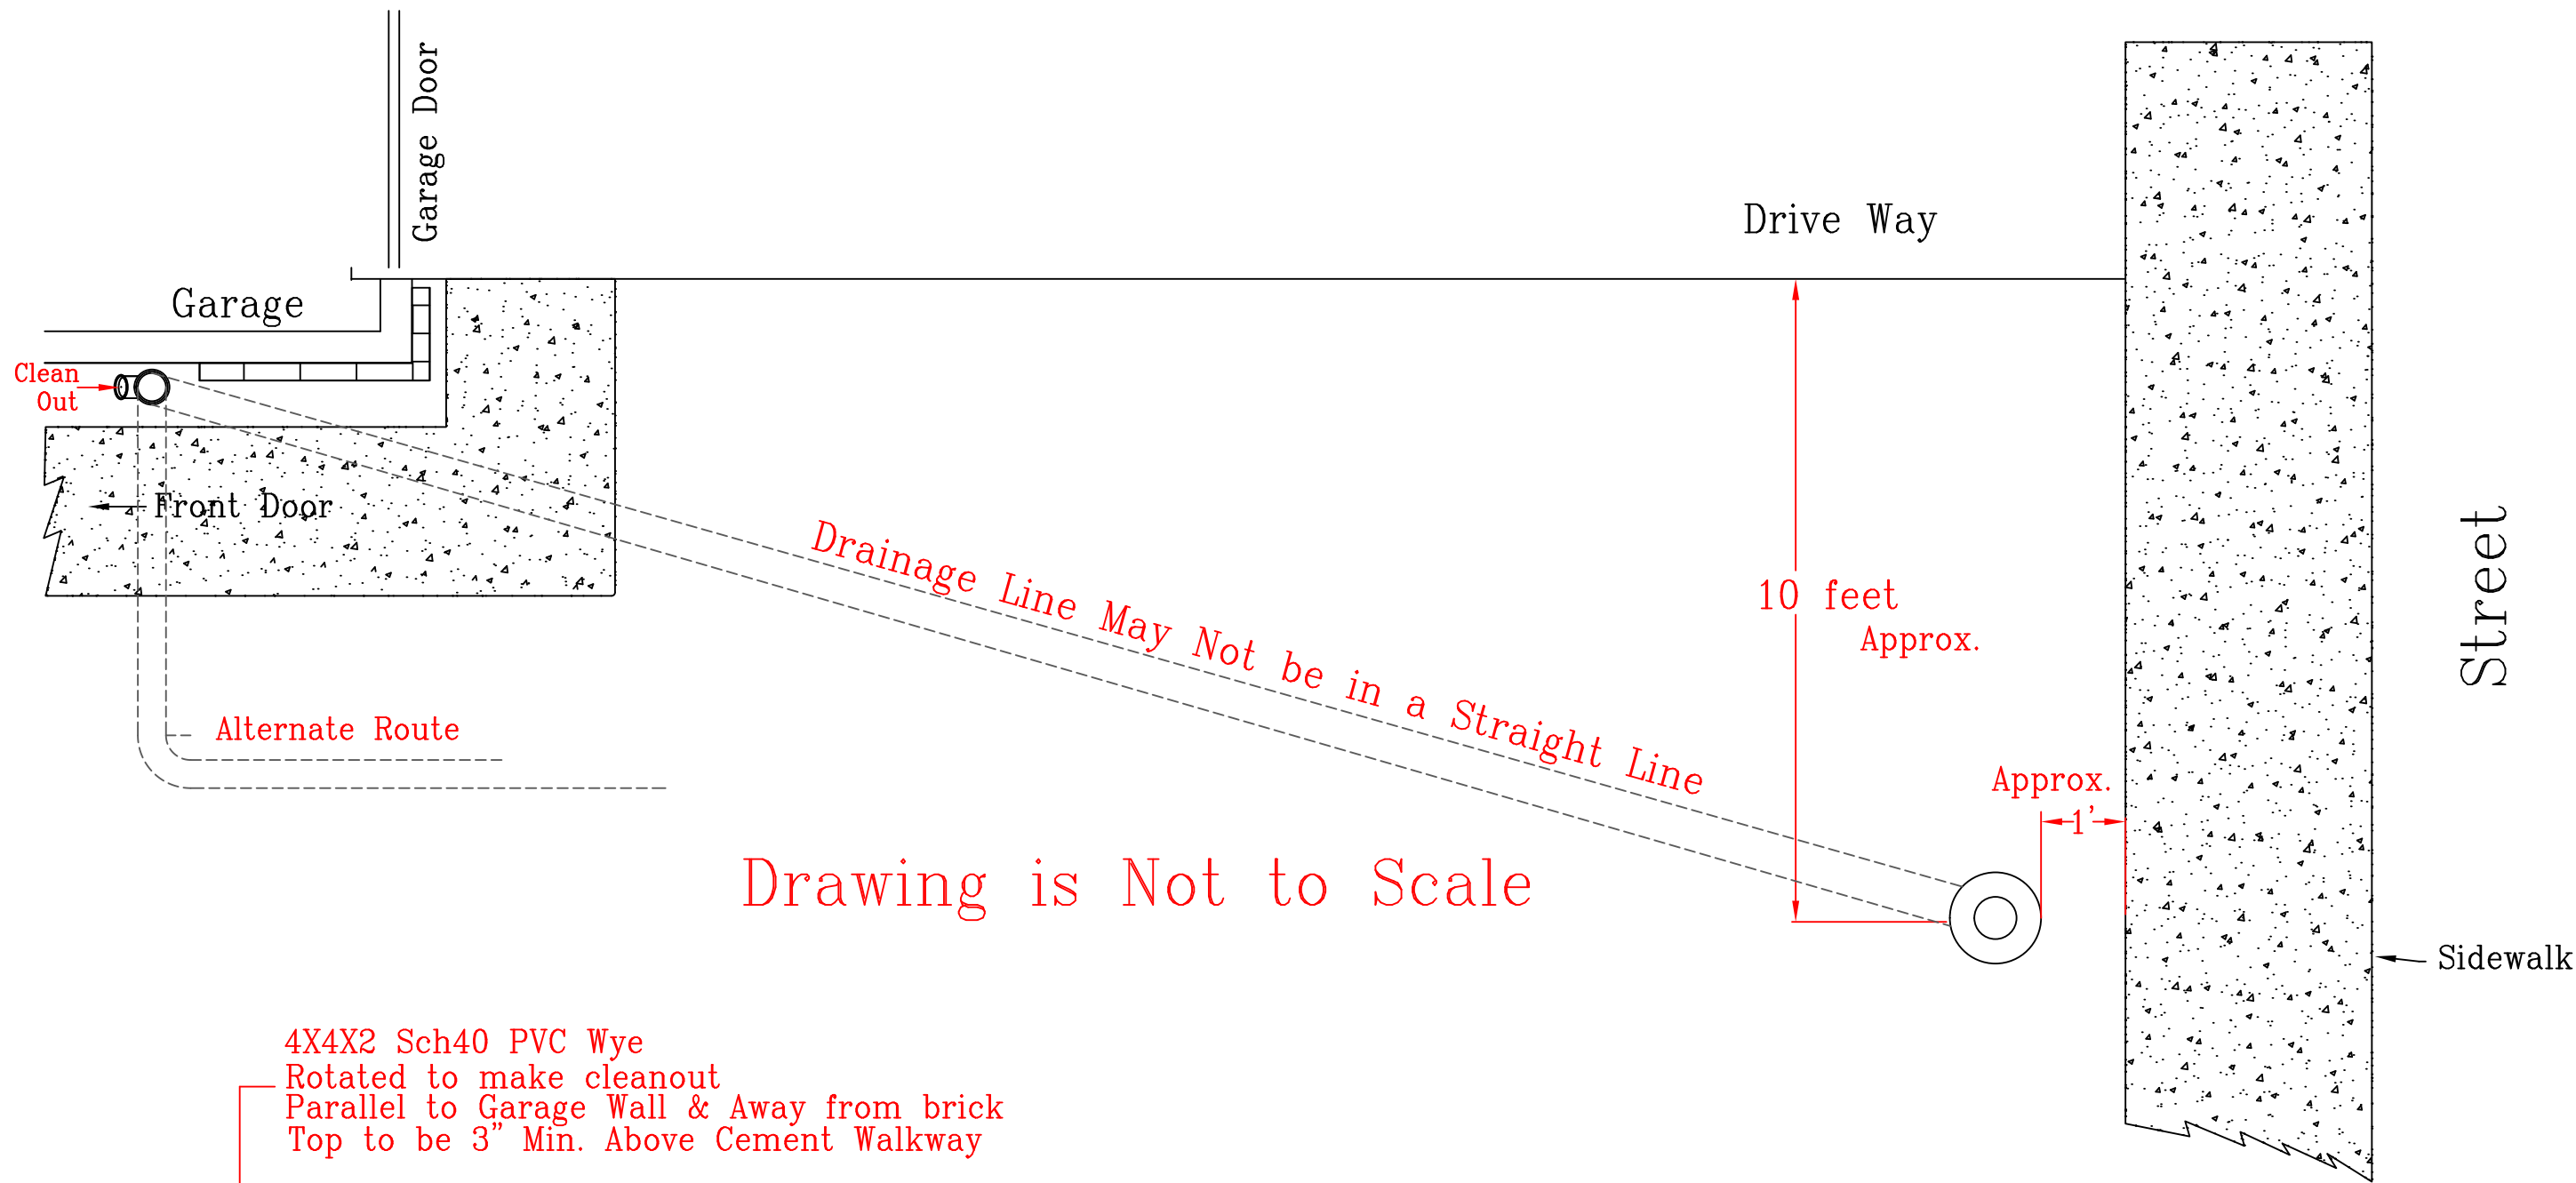 Garage Door
Drive Way
Garage
Clean
Out
Front Door
Drainage Line May Not be in a Straight Line
10 feet
Approx.
Street
Alternate Route
Approx.
1'
Drawing is Not to Scale
Sidewalk
4X4X2 Sch40 PVC Wye
Rotated to make cleanout
Parallel to Garage Wall & Away from brick
Top to be 3" Min. Above Cement Walkway